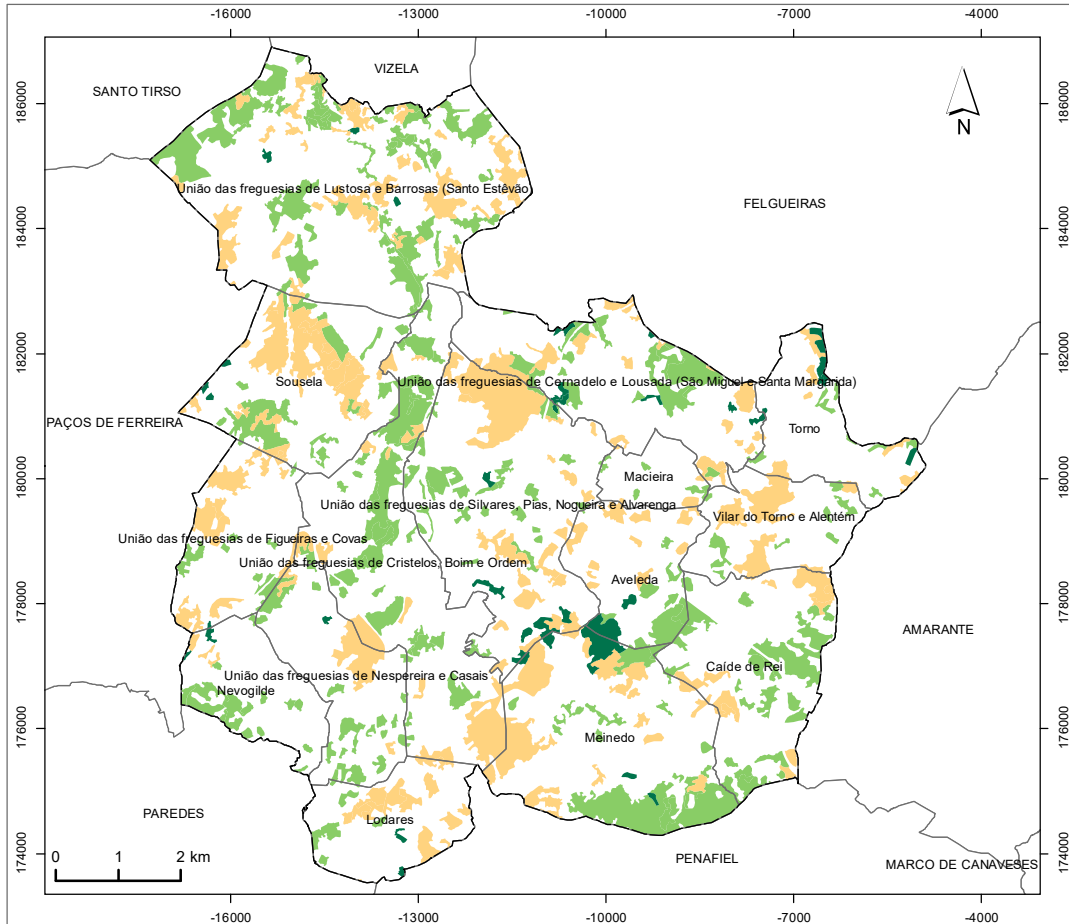 -16000 -13000 -10000 -7000 -4000
VIZELA
SANTO TIRSO
186000 186000
N
União das freguesias de Lustosa e Barrosas (Santo Estêvão
FELGUEIRAS
184000 184000
182000 182000
Sousela
União das freguesias de Cernadelo e Lousada (São Miguel e Santa Margarida)
PAÇOS DE FERREIRA
Torno
Macieira
180000 180000
União das freguesias de Silvares, Pias, Nogueira e Alvarenga
Vilar do Torno e Alentém
União das freguesias de Figueiras e Covas
União das freguesias de Cristelos, Boim e Ordem
Aveleda
178000 178000
AMARANTE
Caíde de Rei
União das freguesias de Nespereira e Casais
Nevogilde
Meinedo
176000 176000
PAREDES
Lodares
174000 174000
PENAFIEL
MARCO DE CANAVESES
0 1 2 km
-16000 -13000 -10000 -7000 -4000